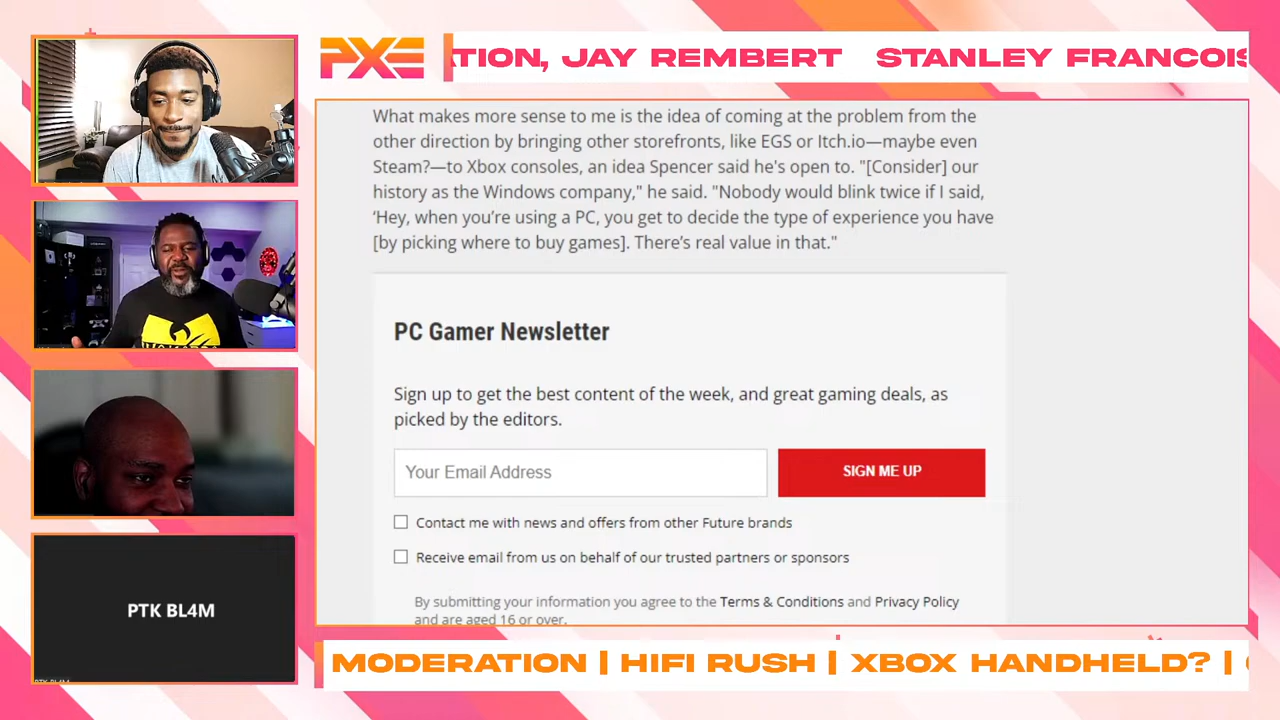 PXE
TION, JAY REMBERT STANLEY FRANCOIS
What makes more sense to me is the idea of coming at the problem from the
other direction by bringing other storefronts, like EGS or Itch.io—maybe even
Steam?—to Xbox consoles, an idea Spencer said he's open to. "[Consider] our
history as the Windows company," he said. "Nobody would blink twice if I said,
'Hey, when you're using a PC, you get to decide the type of experience you have
[by picking where to buy games]. There's real value in that."
PC Gamer Newsletter
Sign up to get the best content of the week, and great gaming deals, as
picked by the editors.
Your Email Address
SIGN ME UP
Contact me with news and offers from other Future brands
Receive email from us on behalf of our trusted partners or sponsors
By submitting your information you agree to the Terms & Conditions and Privacy Policy
and are aged 16 or over.
PTK BL4M
PTK BL4M
MODERATION | HIFI RUSH | XBOX HANDHELD? |